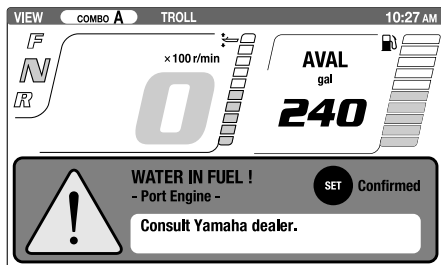 VIEW COMBO A TROLL 10:27 AM
F
N
R
×100 r/min
0
AVAL
gal
240
WATER IN FUEL !
- Port Engine -
SET Confirmed
Consult Yamaha dealer.